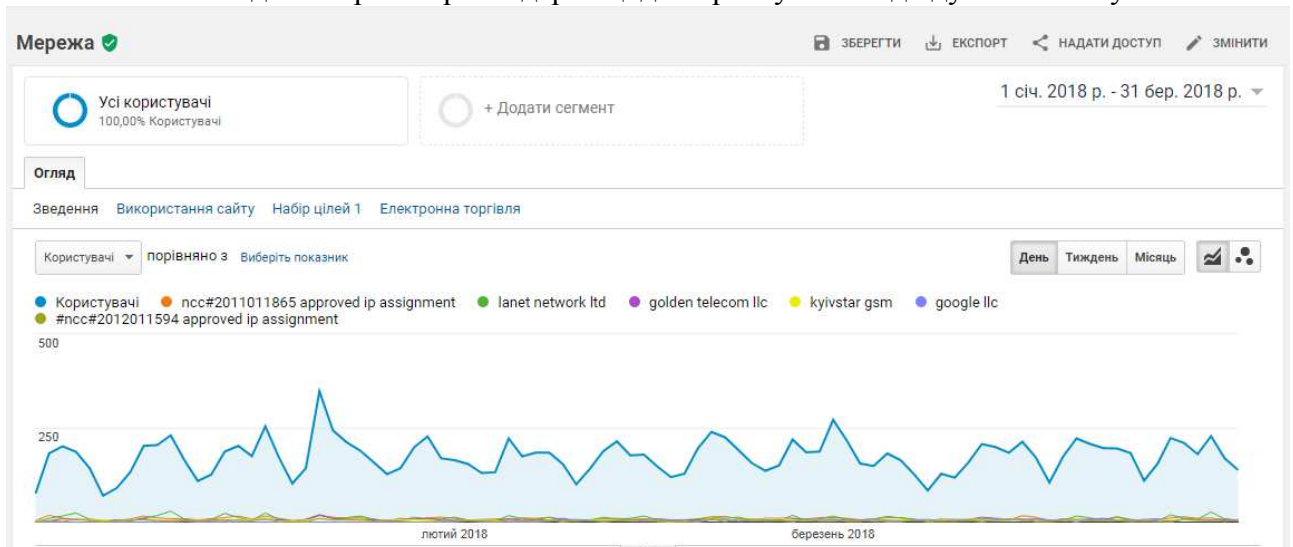 Мережа
ЗБЕРЕГТИ ЕКСПОРТ НАДАТИ ДОСТУП ЗМІНИТИ
Усі користувачі
100,00% Користувачі
+ Додати сегмент
1 січ. 2018 р. - 31 бер. 2018 р.
Огляд
Зведення Використання сайту Набір цілей 1 Електронна торгівля
Користувачі порівняно з Виберіть показник
День Тиждень Місяць
Користувачі ncc#2011011865 approved ip assignment lanet network ltd golden telecom llc kyivstar gsm google llc
#ncc#2012011594 approved ip assignment
500
250
лютий 2018 березень 2018